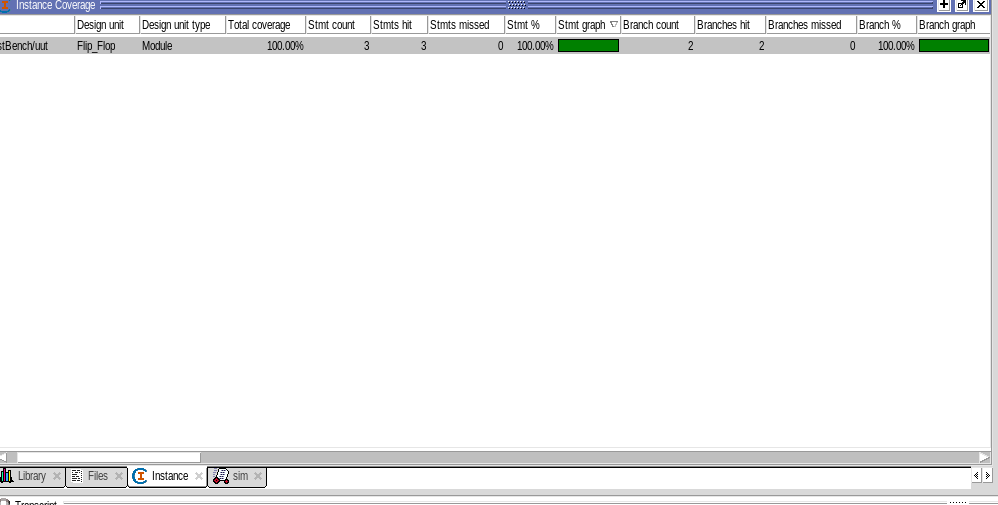 Instance Coverage
Design unit Design unit type Total coverage Stmt count Stmts hit Stmts missed Stmt % Stmt graph Branch count Branches hit Branches missed Branch % Branch graph
stBench/uut Flip_Flop Module 100.00% 3 3 0 100.00% 2 2 0 100.00%
Library Files Instance sim
Transcript